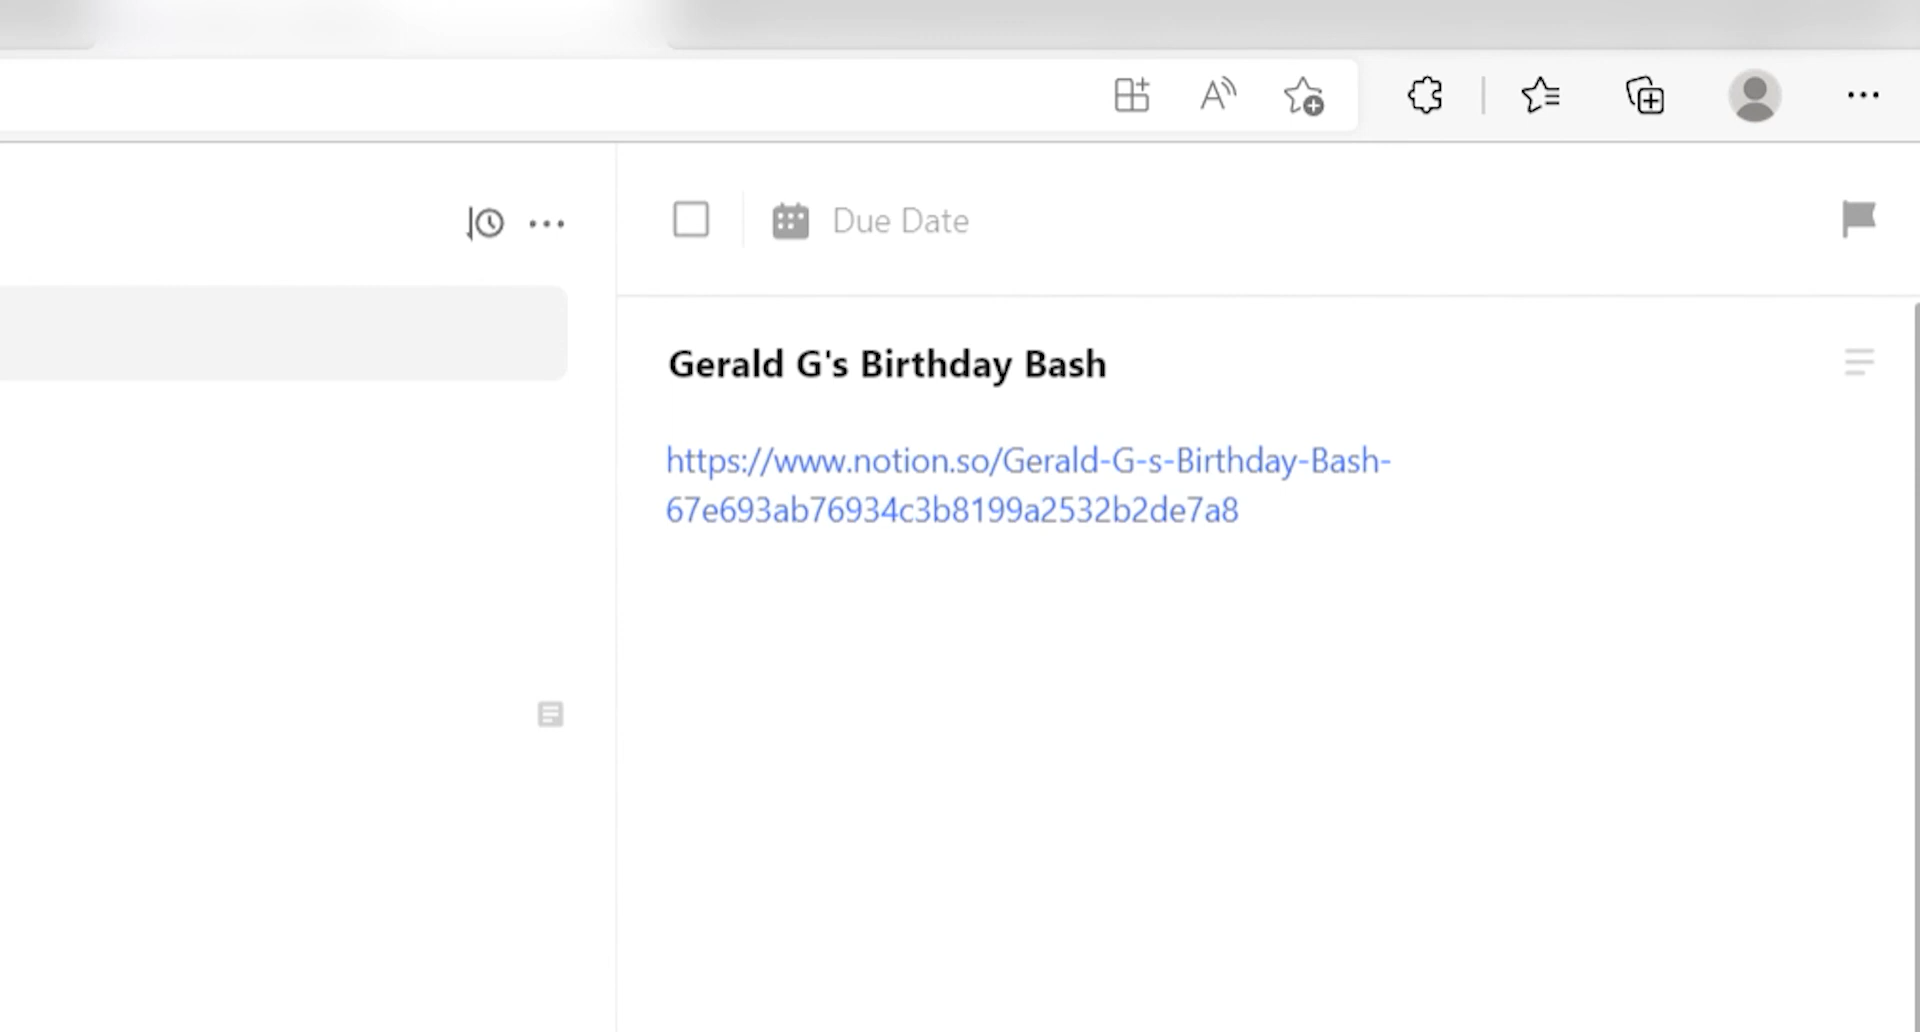 Due Date
Gerald G's Birthday Bash
https://www.notion.so/Gerald-G-s-Birthday-Bash-
67e693ab76934c3b8199a2532b2de7a8